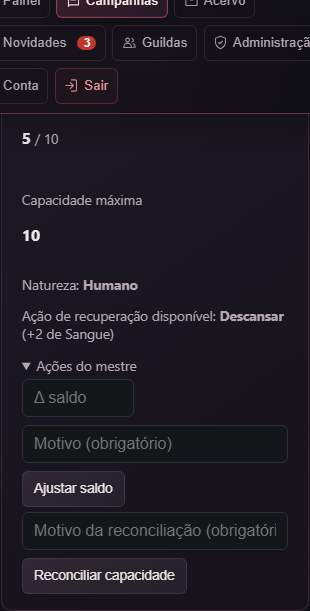 Painel Campanhas Acervo
Novidades 3 Guildas Administraçã
Conta Sair
5 / 10
Capacidade máxima
10
Natureza: Humano
Ação de recuperação disponível: Descansar
(+2 de Sangue)
▼ Ações do mestre
Δ saldo
Motivo (obrigatório)
Ajustar saldo
Motivo da reconciliação (obrigatóri
Reconciliar capacidade